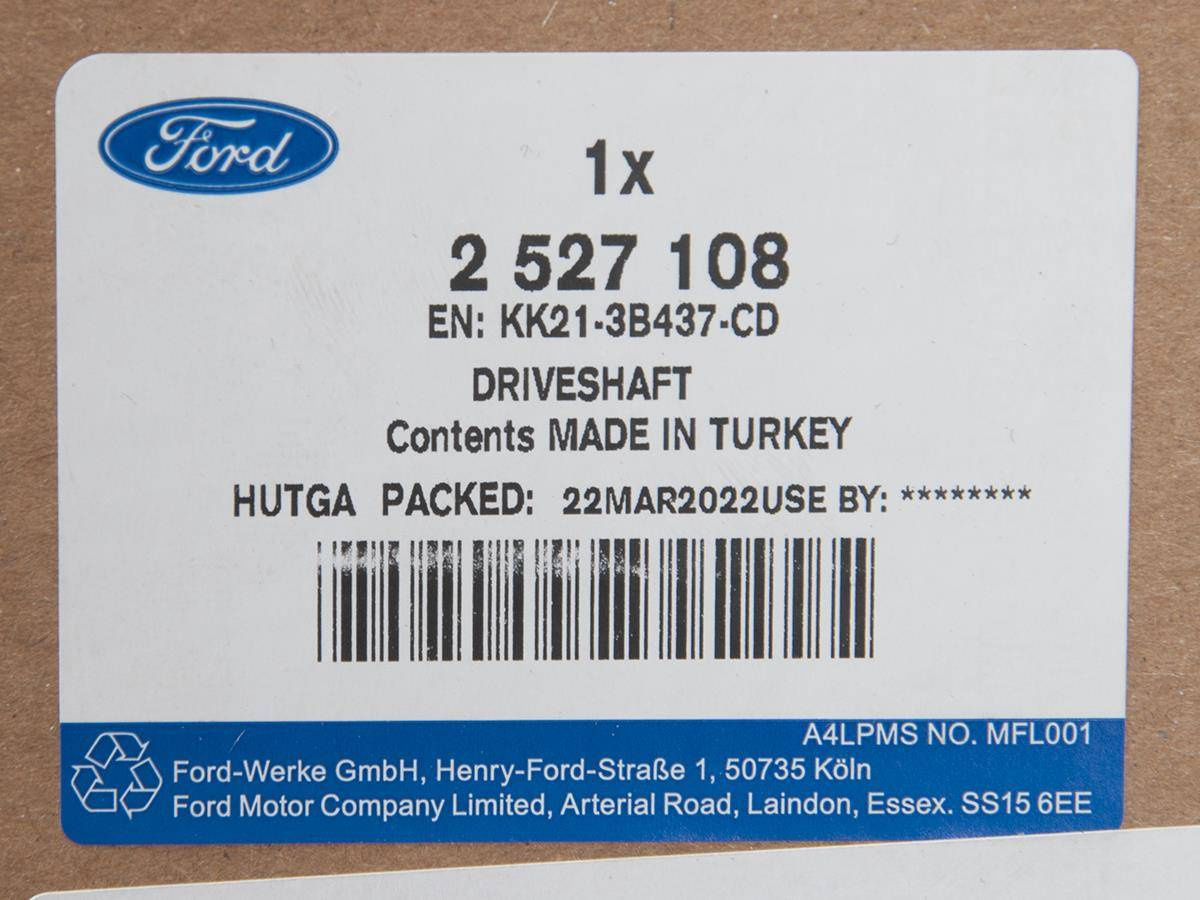 Ford
1x
2 527 108
EN: KK21-3B437-CD
DRIVESHAFT
Contents MADE IN TURKEY
HUTGA PACKED: 22MAR2022USE BY: ********
A4LPMS NO. MFL001
Ford-Werke GmbH, Henry-Ford-Straße 1, 50735 Köln
Ford Motor Company Limited, Arterial Road, Laindon, Essex. SS15 6EE